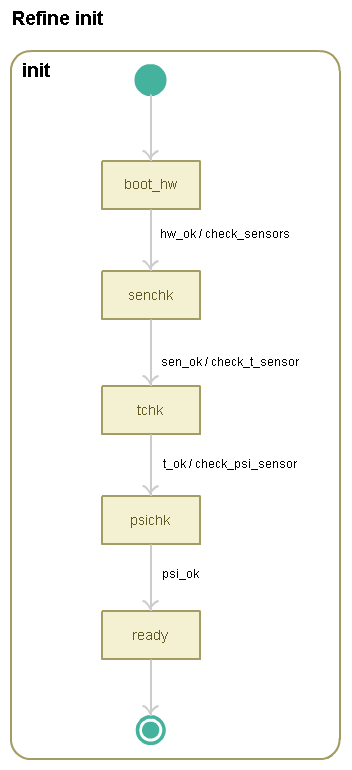 Refine init
init
boot_hw
hw_ok / check_sensors
senchk
sen_ok / check_t_sensor
tchk
t_ok / check_psi_sensor
psichk
psi_ok
ready